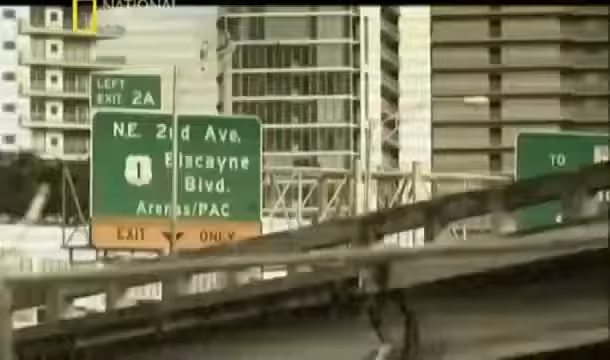 NATIONAL
LEFT
EXIT 2A
N.E. 2nd Ave.
1 Biscayne
Blvd.
Arenas/PAC
EXIT ONLY
TO